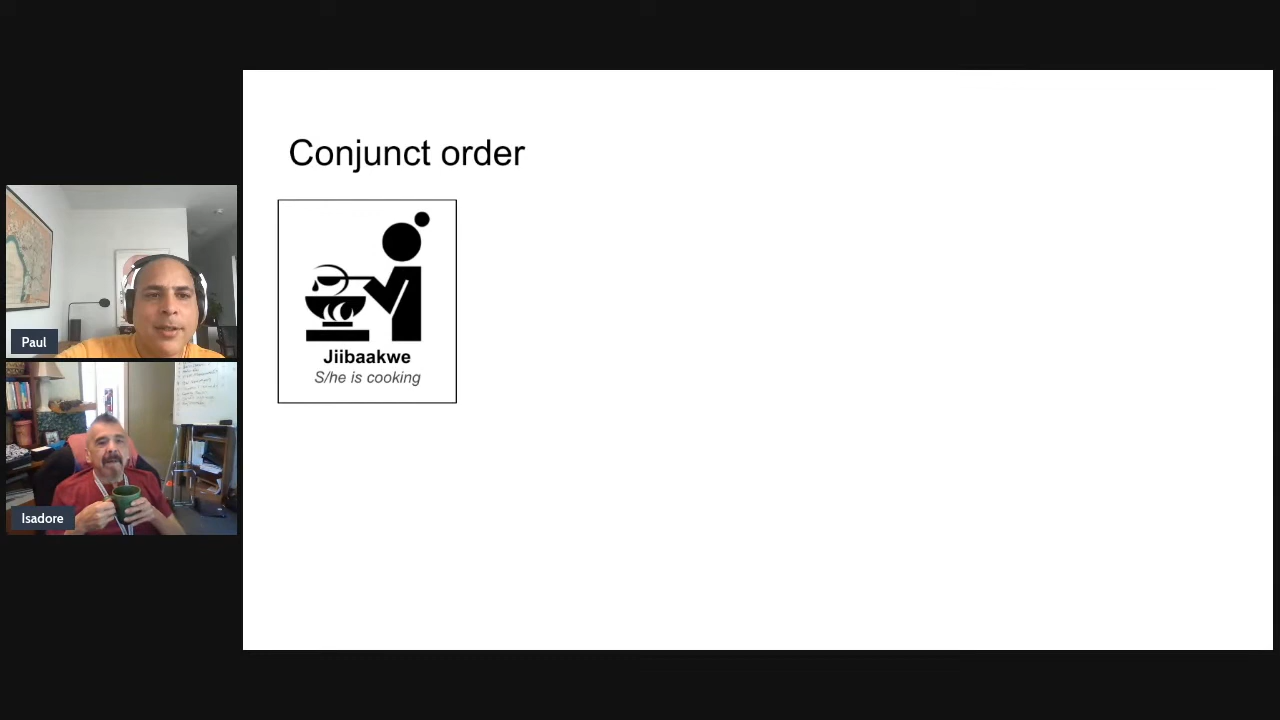 Conjunct order
Jiibaakwe
S/he is cooking
Paul
Isadore